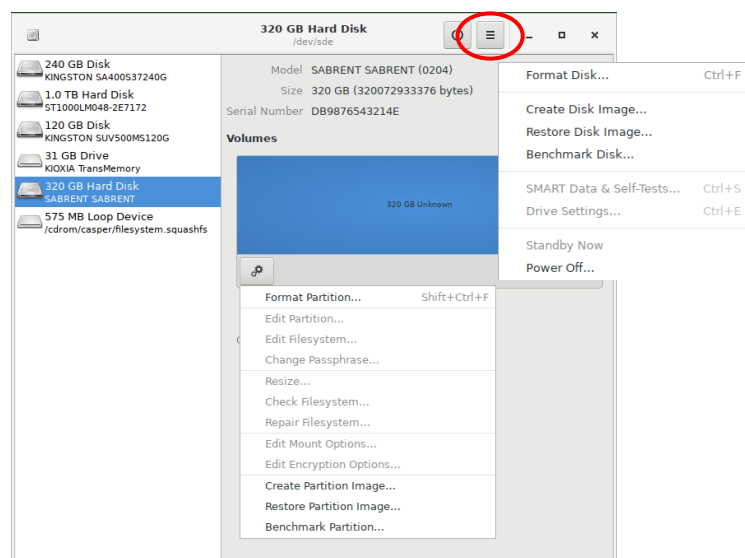 320 GB Hard Disk
/dev/sde
240 GB Disk
KINGSTON SA400S37240G
1.0 TB Hard Disk
ST1000LM048-2E7172
120 GB Disk
KINGSTON SUV500MS120G
31 GB Drive
KIOXIA TransMemory
320 GB Hard Disk
SABRENT SABRENT
575 MB Loop Device
/cdrom/casper/filesystem.squashfs
Model SABRENT SABRENT (0204)
Size 320 GB (320072933376 bytes)
Serial Number DB9876543214E
Volumes
320 GB Unknown
Format Partition... Shift+Ctrl+F
Edit Partition...
Edit Filesystem...
Change Passphrase...
Resize...
Check Filesystem...
Repair Filesystem...
Edit Mount Options...
Edit Encryption Options...
Create Partition Image...
Restore Partition Image...
Benchmark Partition...
Format Disk... Ctrl+F
Create Disk Image...
Restore Disk Image...
Benchmark Disk...
SMART Data & Self-Tests... Ctrl+S
Drive Settings... Ctrl+E
Standby Now
Power Off...